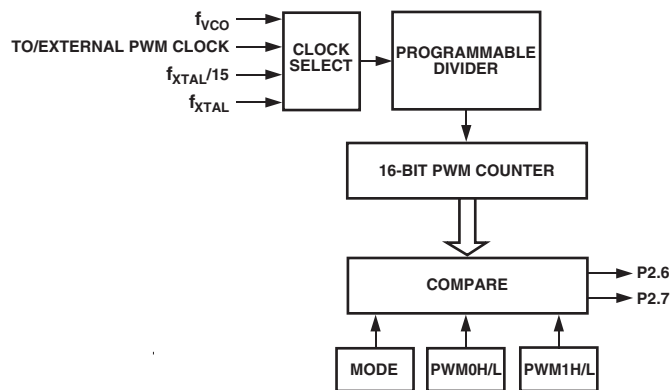 fVCO
TO/EXTERNAL PWM CLOCK
fXTAL/15
fXTAL
CLOCK
SELECT
PROGRAMMABLE
DIVIDER
16-BIT PWM COUNTER
COMPARE
P2.6
P2.7
MODE
PWM0H/L
PWM1H/L